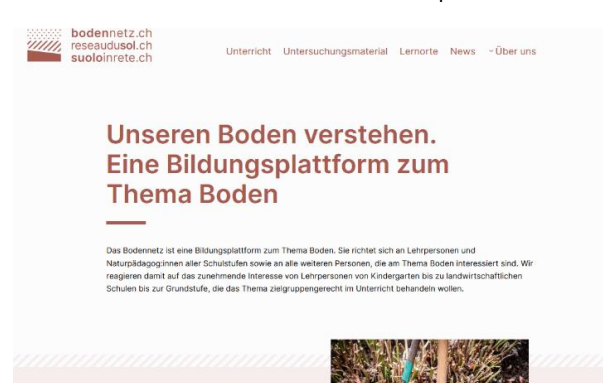 bodennetz.ch
reseaudusol.ch
suoloinrete.ch
Unterricht Untersuchungsmaterial Lernorte News Über uns
Unseren Boden verstehen.
Eine Bildungsplattform zum
Thema Boden
Das Bodennetz ist eine Bildungsplattform zum Thema Boden. Sie richtet sich an Lehrpersonen und
Naturpädagog:innen aller Schulstufen sowie an alle weiteren Personen, die am Thema Boden interessiert sind. Wir
reagieren damit auf das zunehmende Interesse von Lehrpersonen von Kindergarten bis zu landwirtschaftlichen
Schulen bis zur Grundstufe, die das Thema zielgruppengerecht im Unterricht behandeln wollen.